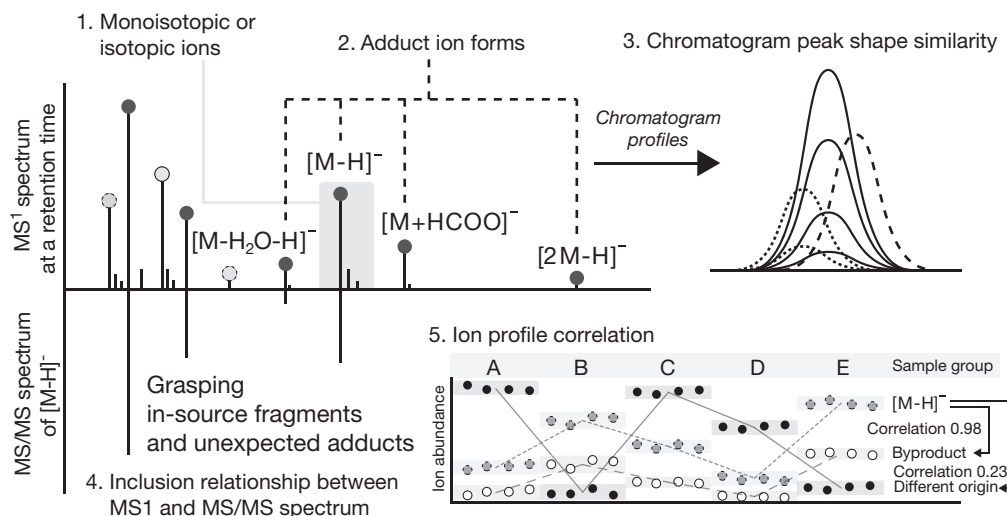 1. Monoisotopic or
isotopic ions
2. Adduct ion forms
3. Chromatogram peak shape similarity
MS¹ spectrum
at a retention time
[M-H₂O-H]⁻
[M-H]⁻
[M+HCOO]⁻
[2M-H]⁻
Chromatogram
profiles
MS/MS spectrum
of [M-H]⁻
Grasping
in-source fragments
and unexpected adducts
4. Inclusion relationship between
MS1 and MS/MS spectrum
5. Ion profile correlation
Ion abundance
A B C D E Sample group
[M-H]⁻
Correlation 0.98
Byproduct
Correlation 0.23
Different origin